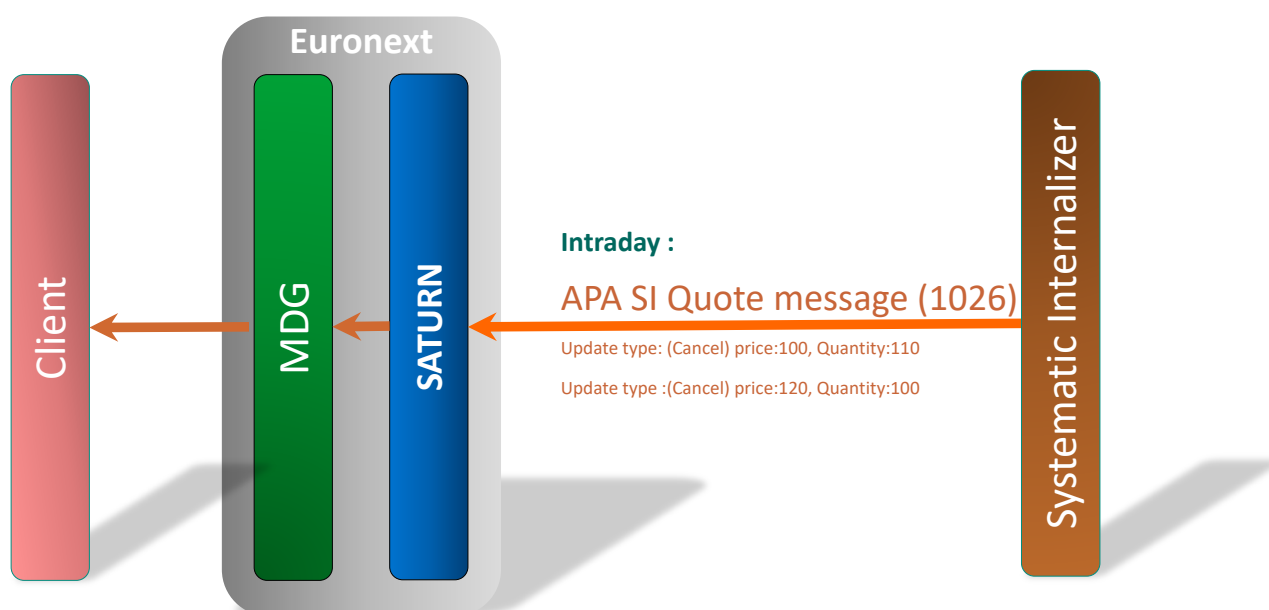 Euronext
Client
MDG
SATURN
Intraday :
APA SI Quote message (1026)
Update type: (Cancel) price:100, Quantity:110
Update type :(Cancel) price:120, Quantity:100
Systematic Internalizer